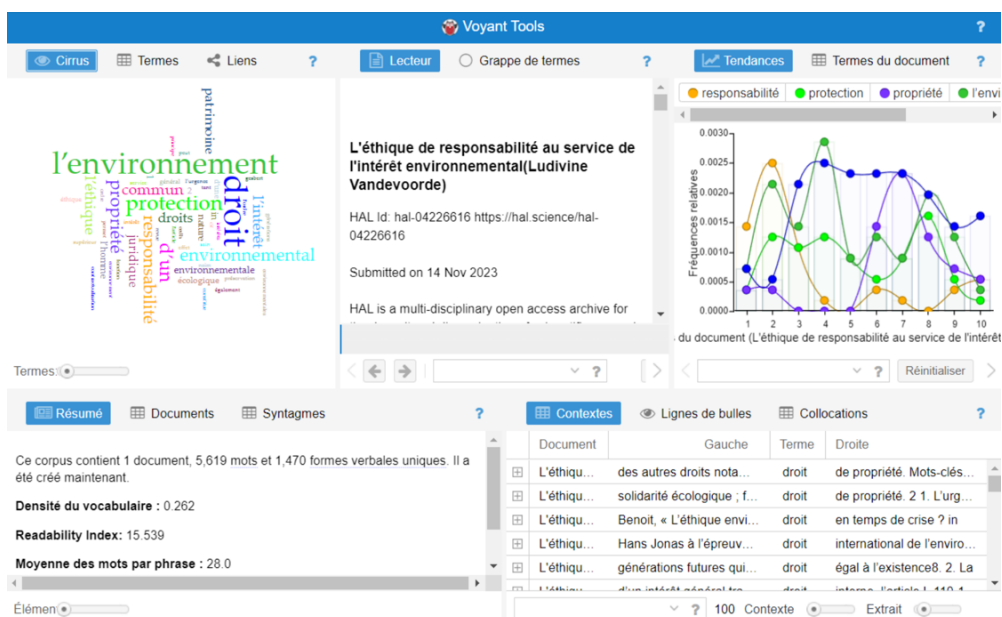 Voyant Tools
?
Cirrus
Termes
Liens
?
Lecteur
Grappe de termes
?
Tendances
Termes du document
?
patrimoine
l'environnement
l'éthique
propriété
commun
protection
droit
l'intérêt
droits
nature
responsabilité
juridique
d'un
environnemental
l'homme
environnementale
écologique
également
Termes:
L'éthique de responsabilité au service de
l'intérêt environnemental(Ludivine
Vandevoorde)
HAL Id: hal-04226616 https://hal.science/hal-
04226616
Submitted on 14 Nov 2023
HAL is a multi-disciplinary open access archive for
?
responsabilité
protection
propriété
l'envi
Fréquences relatives
0.0030
0.0025
0.0020
0.0015
0.0010
0.0005
0.0000
1 2 3 4 5 6 7 8 9 10
du document (L'éthique de responsabilité au service de l'intérêt
? Réinitialiser
Résumé
Documents
Syntagmes
?
Ce corpus contient 1 document, 5,619 mots et 1,470 formes verbales uniques. Il a
été créé maintenant.
Densité du vocabulaire : 0.262
Readability Index: 15.539
Moyenne des mots par phrase : 28.0
Élémen
Contextes
Lignes de bulles
Collocations
?
Document Gauche Terme Droite
L'éthiqu... des autres droits nota... droit de propriété. Mots-clés...
L'éthiqu... solidarité écologique ; f... droit de propriété. 2 1. L'urg...
L'éthiqu... Benoit, « L'éthique envi... droit en temps de crise ? in
L'éthiqu... Hans Jonas à l'épreuv... droit international de l'enviro...
L'éthiqu... générations futures qui... droit égal à l'existence8. 2. La
? 100 Contexte Extrait